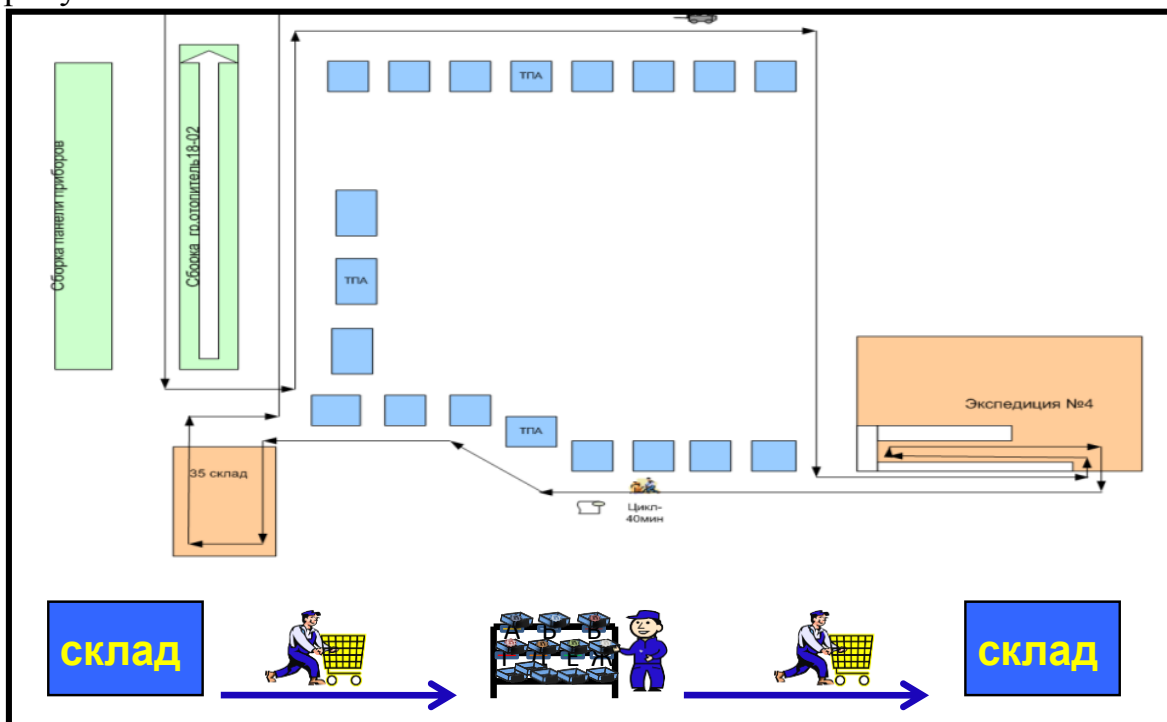 ТПА
Сборка панели приборов
Сборка гр.отопитель18-02
ТПА
Экспедиция №4
ТПА
35 склад
Цикл-
40мин
склад
А Б В
Г Д Е Ж
склад